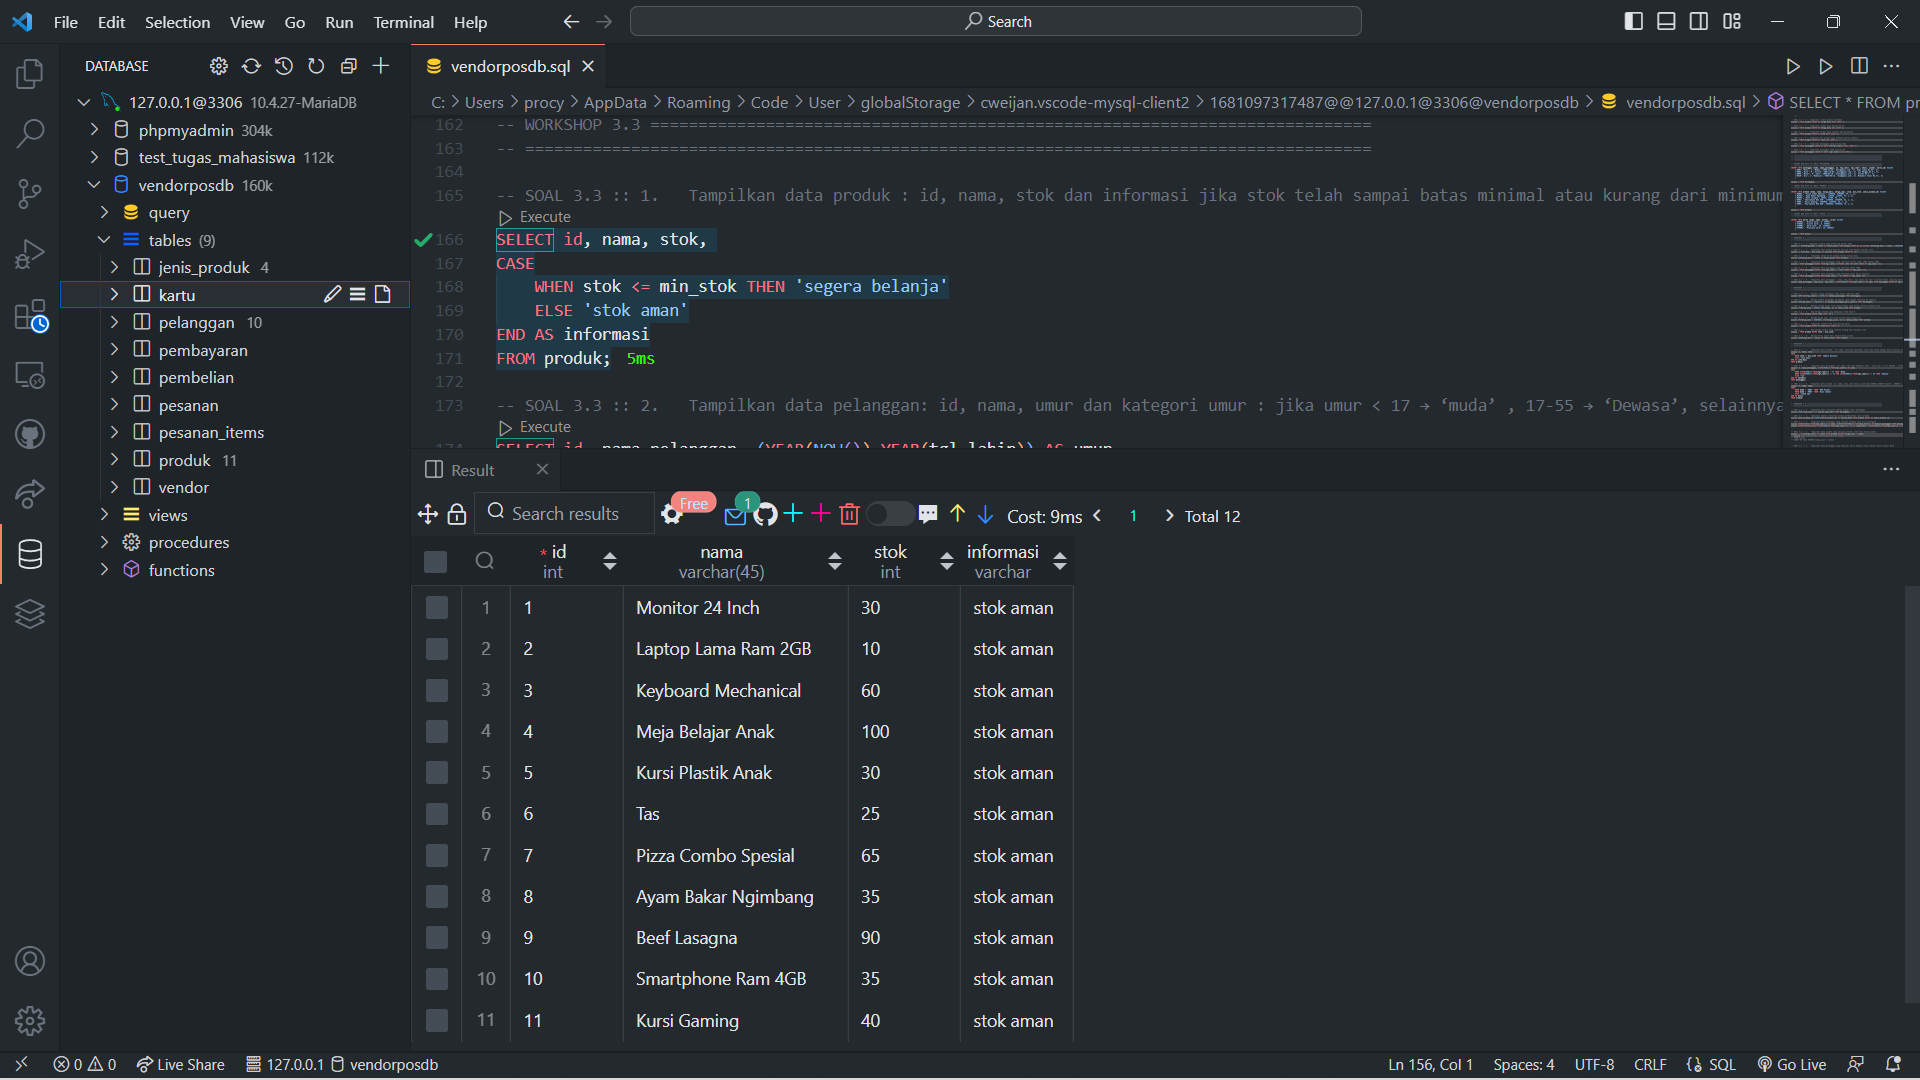 File Edit Selection View Go Run Terminal Help
Search
DATABASE
127.0.0.1@3306 10.4.27-MariaDB
phpmyadmin 304k
test_tugas_mahasiswa 112k
vendorposdb 160k
query
tables (9)
jenis_produk 4
kartu
pelanggan 10
pembayaran
pembelian
pesanan
pesanan_items
produk 11
vendor
views
procedures
functions
vendorposdb.sql
C: > Users > procy > AppData > Roaming > Code > User > globalStorage > cweijan.vscode-mysql-client2 > 1681097317487@@127.0.0.1@3306@vendorposdb > vendorposdb.sql > SELECT * FROM pr
162 -- WORKSHOP 3.3 ===========================================================================
163 -- ========================================================================================
164
165 -- SOAL 3.3 :: 1. Tampilkan data produk : id, nama, stok dan informasi jika stok telah sampai batas minimal atau kurang dari minimum
Execute
166 SELECT id, nama, stok,
167 CASE
168 WHEN stok <= min_stok THEN 'segera belanja'
169 ELSE 'stok aman'
170 END AS informasi
171 FROM produk; 5ms
172
173 -- SOAL 3.3 :: 2. Tampilkan data pelanggan: id, nama, umur dan kategori umur : jika umur < 17 → ‘muda’ , 17-55 → ‘Dewasa’, selainnya
Execute
Result
Search results
Free
1
Cost: 9ms < 1 > Total 12
* id nama stok informasi
int varchar(45) int varchar
1 1 Monitor 24 Inch 30 stok aman
2 2 Laptop Lama Ram 2GB 10 stok aman
3 3 Keyboard Mechanical 60 stok aman
4 4 Meja Belajar Anak 100 stok aman
5 5 Kursi Plastik Anak 30 stok aman
6 6 Tas 25 stok aman
7 7 Pizza Combo Spesial 65 stok aman
8 8 Ayam Bakar Ngimbang 35 stok aman
9 9 Beef Lasagna 90 stok aman
10 10 Smartphone Ram 4GB 35 stok aman
11 11 Kursi Gaming 40 stok aman
0 0 Live Share 127.0.0.1 vendorposdb
Ln 156, Col 1 Spaces: 4 UTF-8 CRLF SQL Go Live